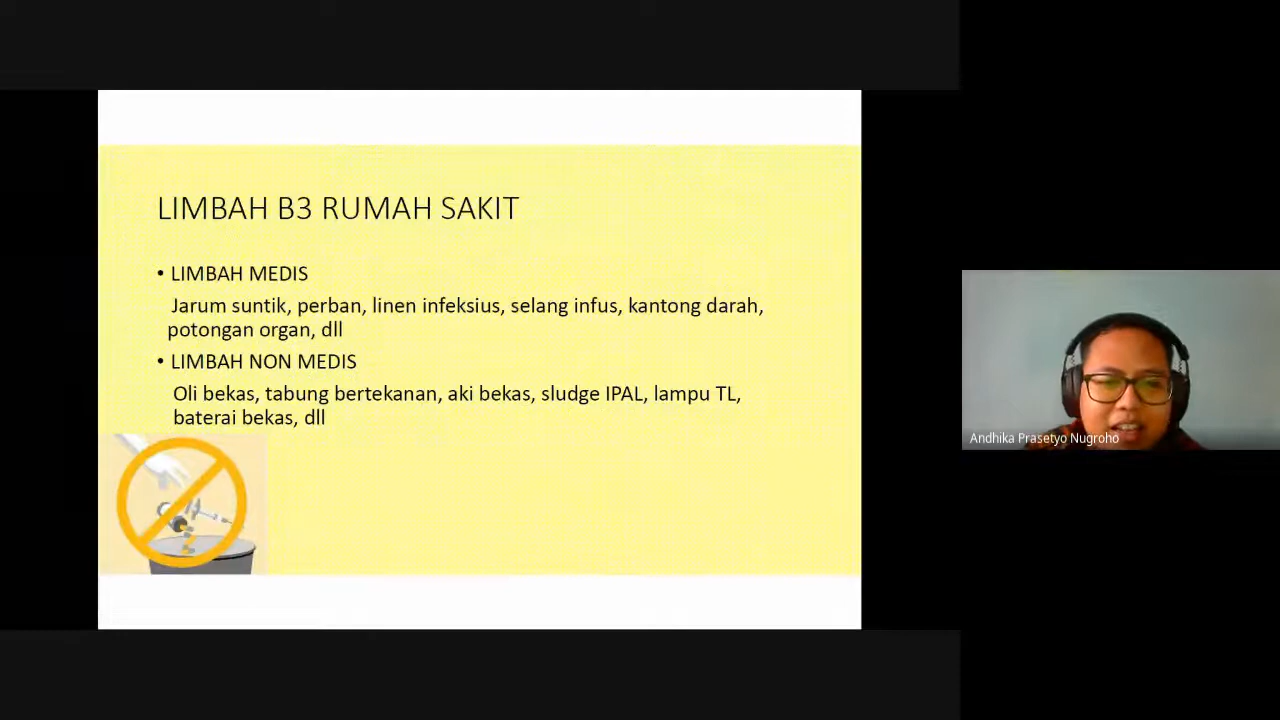 LIMBAH B3 RUMAH SAKIT
• LIMBAH MEDIS
Jarum suntik, perban, linen infeksius, selang infus, kantong darah,
potongan organ, dll
• LIMBAH NON MEDIS
Oli bekas, tabung bertekanan, aki bekas, sludge IPAL, lampu TL,
baterai bekas, dll
Andhika Prasetyo Nugroho